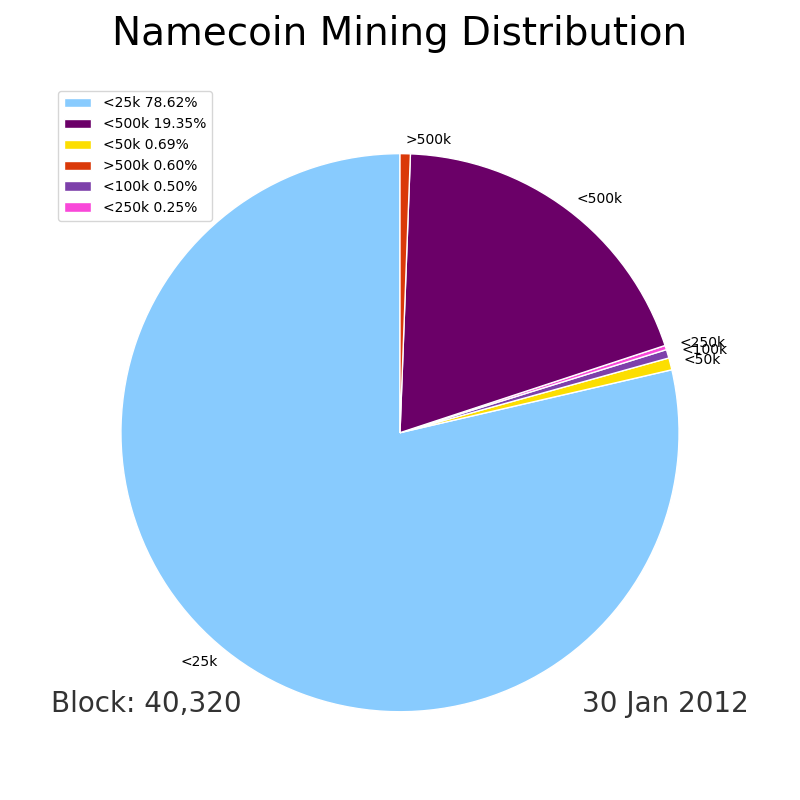 Namecoin Mining Distribution
<25k 78.62%
<500k 19.35%
<50k 0.69%
>500k 0.60%
<100k 0.50%
<250k 0.25%
>500k
<500k
<250k
<100k
<50k
<25k
Block: 40,320
30 Jan 2012